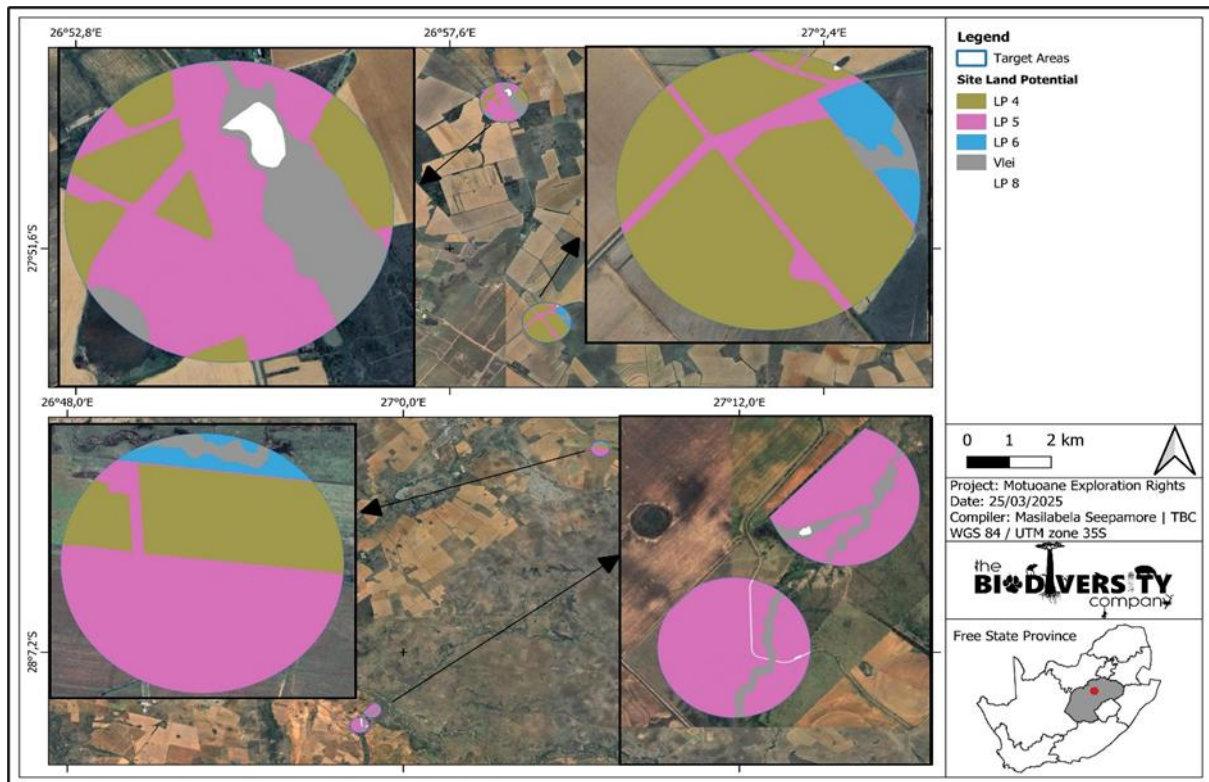 26°52,8'E
26°57,6'E
27°2,4'E
27°51,6'S
26°48,0'E
27°0,0'E
27°12,0'E
28°7,2'S
Legend
Target Areas
Site Land Potential
LP 4
LP 5
LP 6
Vlei
LP 8
0 1 2 km
Project: Motuoane Exploration Rights
Date: 25/03/2025
Compiler: Masilabela Seepamore | TBC
WGS 84 / UTM zone 35S
the
BIODIVERSITY
company
Free State Province